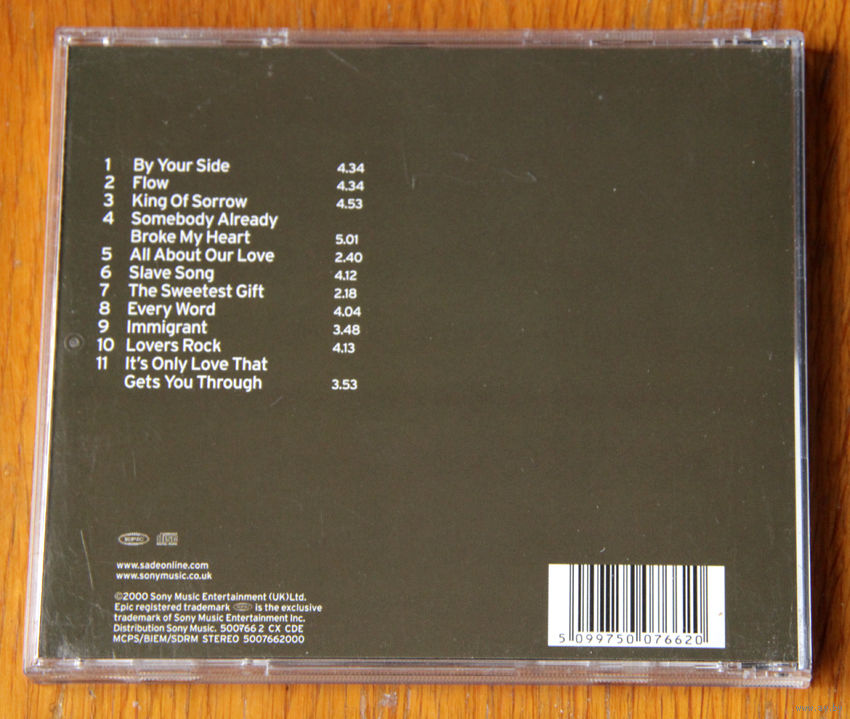 1 By Your Side 4.34
2 Flow 4.34
3 King Of Sorrow 4.53
4 Somebody Already
Broke My Heart 5.01
5 All About Our Love 2.40
6 Slave Song 4.12
7 The Sweetest Gift 2.18
8 Every Word 4.04
9 Immigrant 3.48
10 Lovers Rock 4.13
11 It's Only Love That
Gets You Through 3.53
epic
www.sadeonline.com
www.sonymusic.co.uk
©2000 Sony Music Entertainment (UK)Ltd.
Epic registered trademark epic is the exclusive
trademark of Sony Music Entertainment Inc.
Distribution Sony Music. 500766 2 CX CDE
MCPS/BIEM/SDRM STEREO 5007662000
5 099750 076620